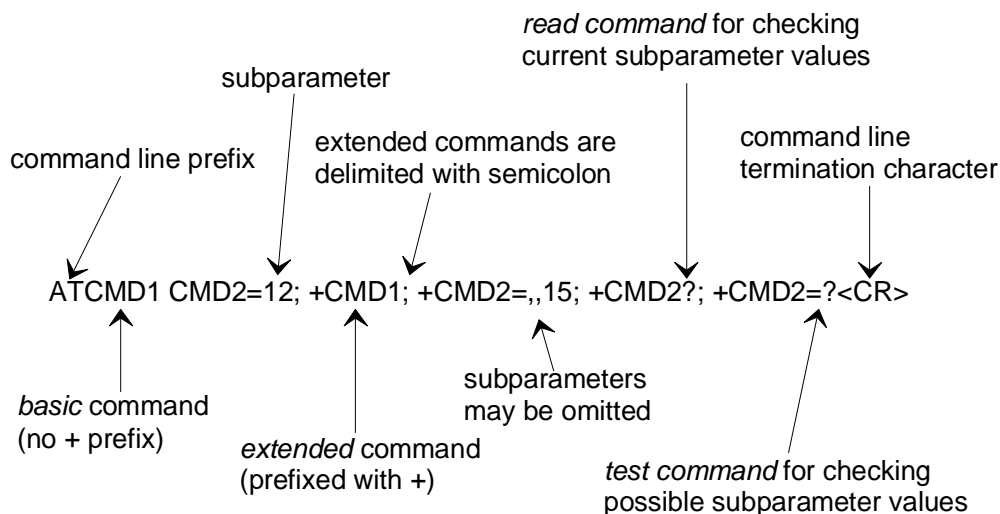 read command for checking
current subparameter values
subparameter
command line prefix
extended commands are
delimited with semicolon
command line
termination character
ATCMD1 CMD2=12; +CMD1; +CMD2=,,15; +CMD2?; +CMD2=?<CR>
basic command
(no + prefix)
extended command
(prefixed with +)
subparameters
may be omitted
test command for checking
possible subparameter values